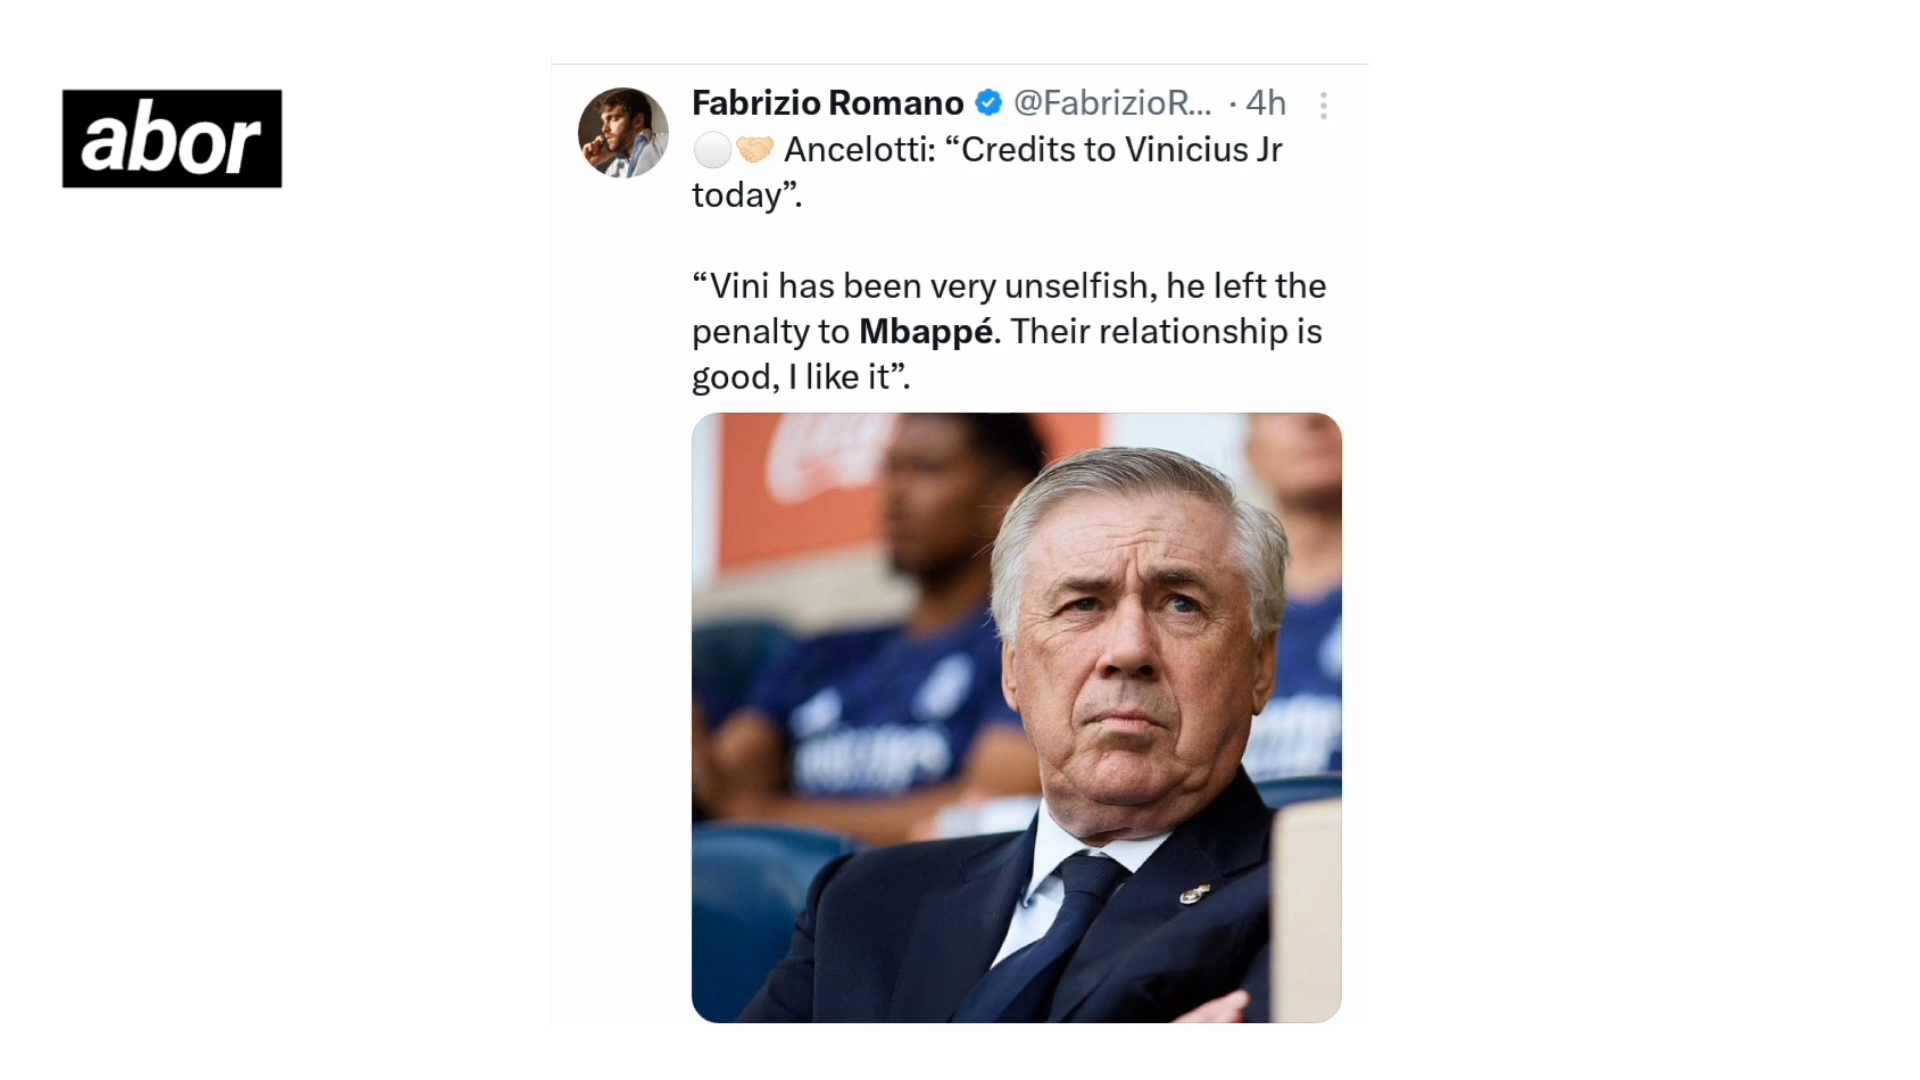 abor
Fabrizio Romano @FabrizioR... · 4h
⚪🤝🏻 Ancelotti: “Credits to Vinicius Jr
today”.
“Vini has been very unselfish, he left the
penalty to Mbappé. Their relationship is
good, I like it”.